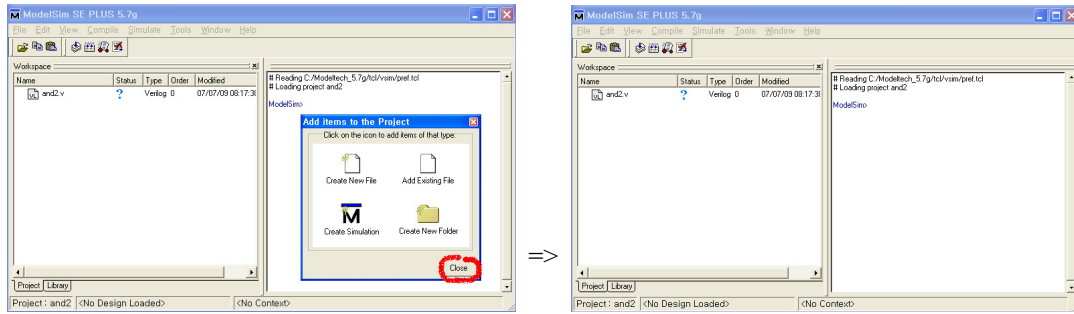 ModelSim SE PLUS 5.7g
File Edit View Compile Simulate Tools Window Help
Workspace
Name Status Type Order Modified
and2.v ? Verilog 0 07/07/09 08:17:3
# Reading C:/Modeltech_5.7g/tcl/vsim/pref.tcl
# Loading project and2
ModelSim>
Add items to the Project
Click on the icon to add items of that type:
Create New File Add Existing File
Create Simulation Create New Folder
Close
Project Library
Project : and2 <No Design Loaded> <No Context>
=>
ModelSim SE PLUS 5.7g
File Edit View Compile Simulate Tools Window Help
Workspace
Name Status Type Order Modified
and2.v ? Verilog 0 07/07/09 08:17:3
# Reading C:/Modeltech_5.7g/tcl/vsim/pref.tcl
# Loading project and2
ModelSim>
Project Library
Project : and2 <No Design Loaded> <No Context>